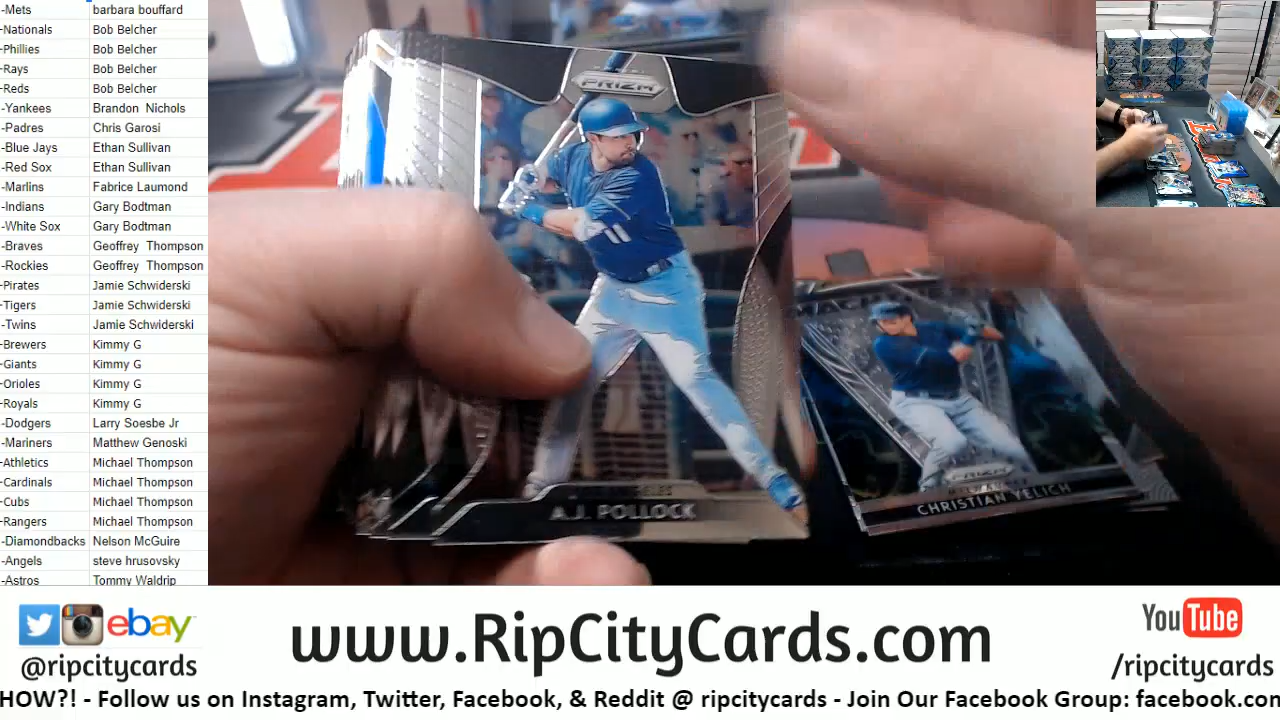 -Mets barbara bouffard
-Nationals Bob Belcher
-Phillies Bob Belcher
-Rays Bob Belcher
-Reds Bob Belcher
-Yankees Brandon Nichols
-Padres Chris Garosi
-Blue Jays Ethan Sullivan
-Red Sox Ethan Sullivan
-Marlins Fabrice Laumond
-Indians Gary Bodtman
-White Sox Gary Bodtman
-Braves Geoffrey Thompson
-Rockies Geoffrey Thompson
-Pirates Jamie Schwiderski
-Tigers Jamie Schwiderski
-Twins Jamie Schwiderski
-Brewers Kimmy G
-Giants Kimmy G
-Orioles Kimmy G
-Royals Kimmy G
-Dodgers Larry Soesbe Jr
-Mariners Matthew Genoski
-Athletics Michael Thompson
-Cardinals Michael Thompson
-Cubs Michael Thompson
-Rangers Michael Thompson
-Diamondbacks Nelson McGuire
-Angels steve hrusovsky
-Astros Tommy Waldrip
PRIZM
11
A.J. POLLOCK
PRIZM
CHRISTIAN YELICH
ebay
@ripcitycards
www.RipCityCards.com
YouTube
/ripcitycards
HOW?! - Follow us on Instagram, Twitter, Facebook, & Reddit @ ripcitycards - Join Our Facebook Group: facebook.con